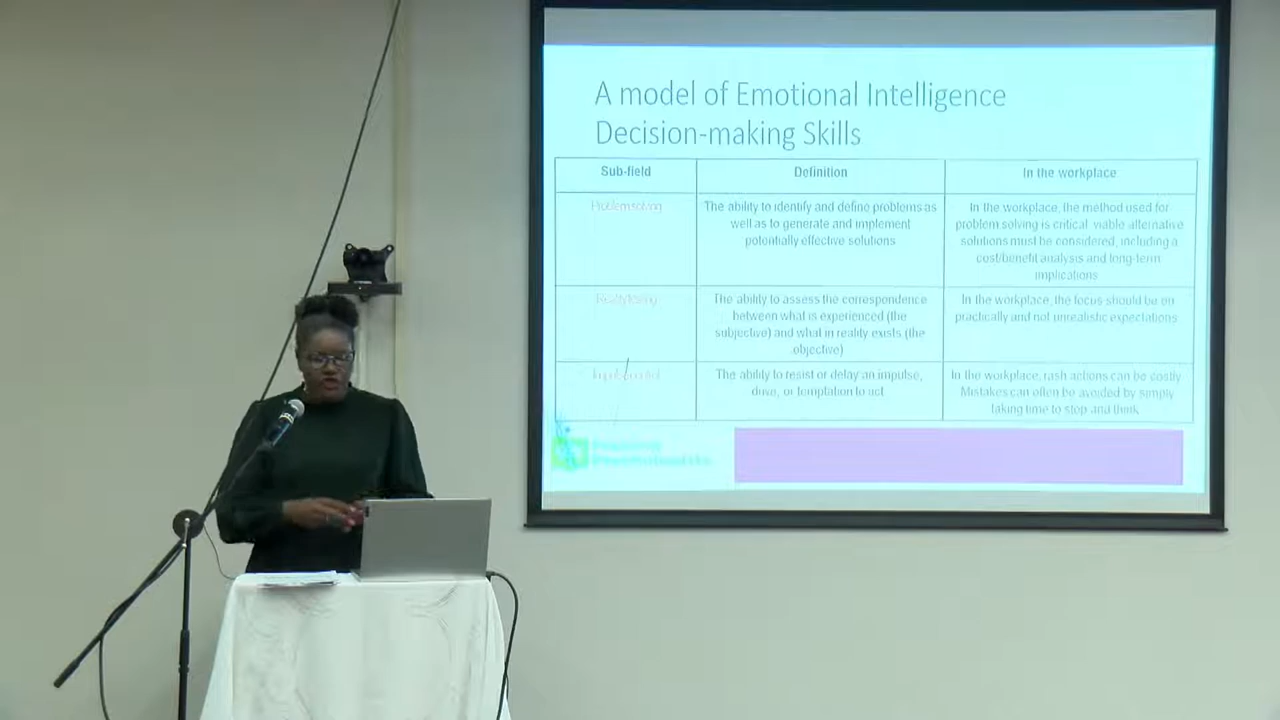 A model of Emotional Intelligence
Decision-making Skills
Sub-field
Definition
In the workplace
Problem solving
The ability to identify and define problems as
well as to generate and implement
potentially effective solutions
In the workplace, the method used for
problem solving is critical viable alternative
solutions must be considered, including a
cost/benefit analysis and long-term
implications
Reality testing
The ability to assess the correspondence
between what is experienced (the
subjective) and what in reality exists (the
objective)
In the workplace, the focus should be on
practically and not unrealistic expectations
Impulse control
The ability to resist or delay an impulse,
drive, or temptation to act
In the workplace, rash actions can be costly
Mistakes can often be avoided by simply
taking time to stop and think